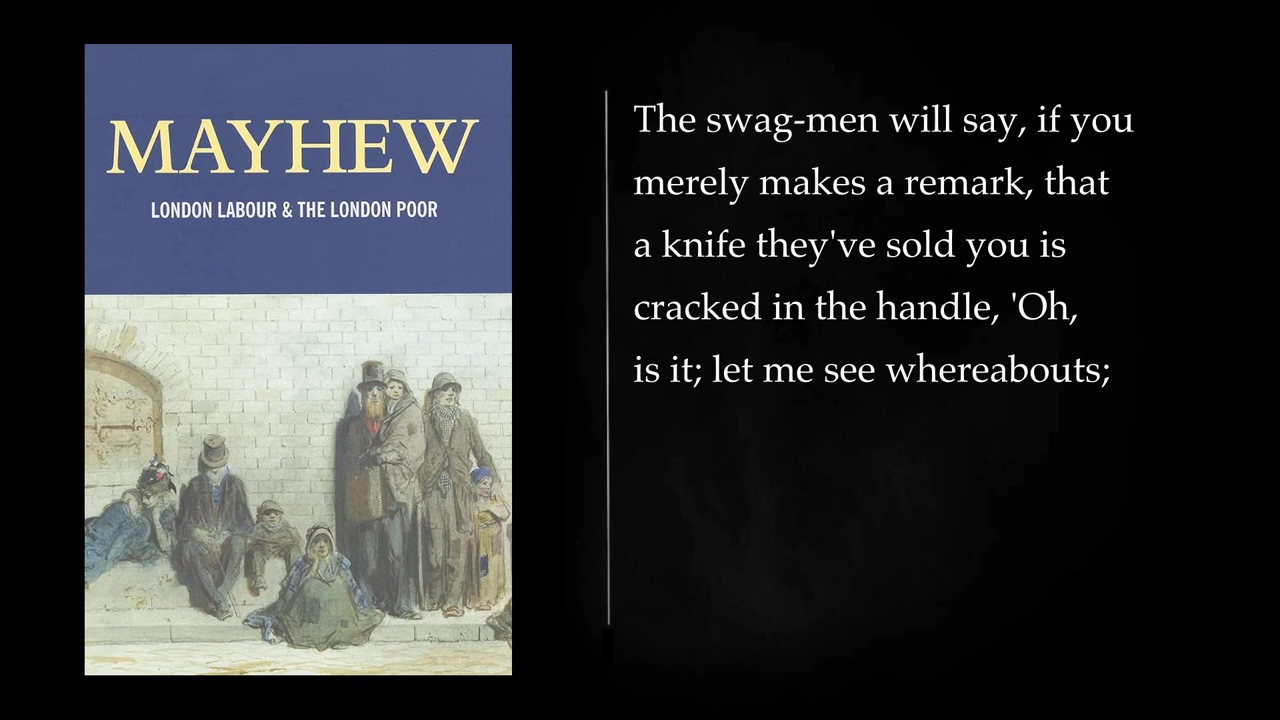 MAYHEW
LONDON LABOUR & THE LONDON POOR
The swag-men will say, if you
merely makes a remark, that
a knife they've sold you is
cracked in the handle, 'Oh,
is it; let me see whereabouts;